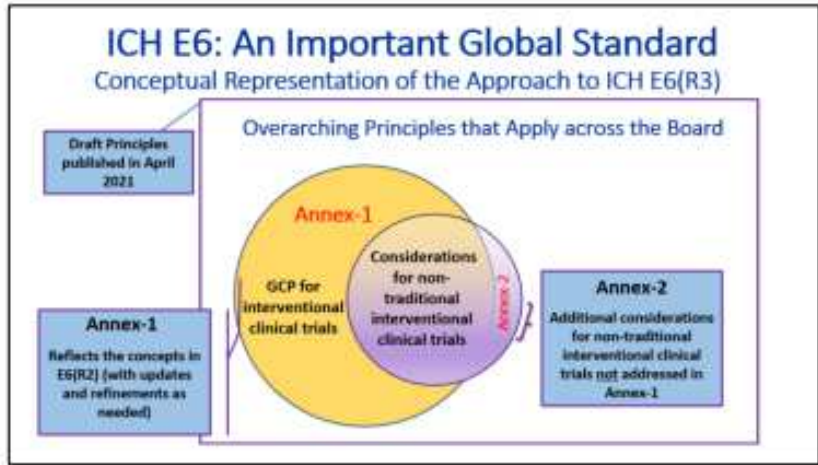 ICH E6: An Important Global Standard
Conceptual Representation of the Approach to ICH E6(R3)
Overarching Principles that Apply across the Board
Draft Principles
published in April
2021
Annex-1
GCP for
interventional
clinical trials
Considerations
for non-
traditional
interventional
clinical trials
Annex-2
Annex-1
Reflects the concepts in
E6(R2) (with updates
and refinements as
needed)
Annex-2
Additional considerations
for non-traditional
interventional clinical
trials not addressed in
Annex-1